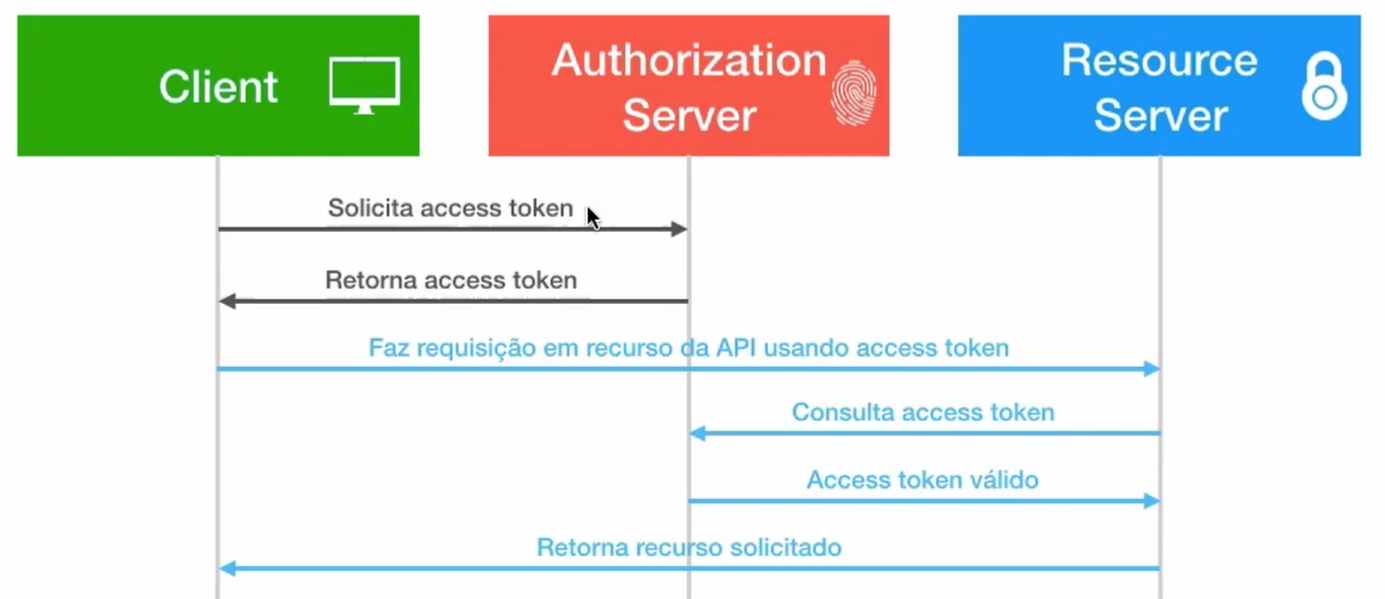 Client
Authorization
Server
Resource
Server
Solicita access token
Retorna access token
Faz requisição em recurso da API usando access token
Consulta access token
Access token válido
Retorna recurso solicitado